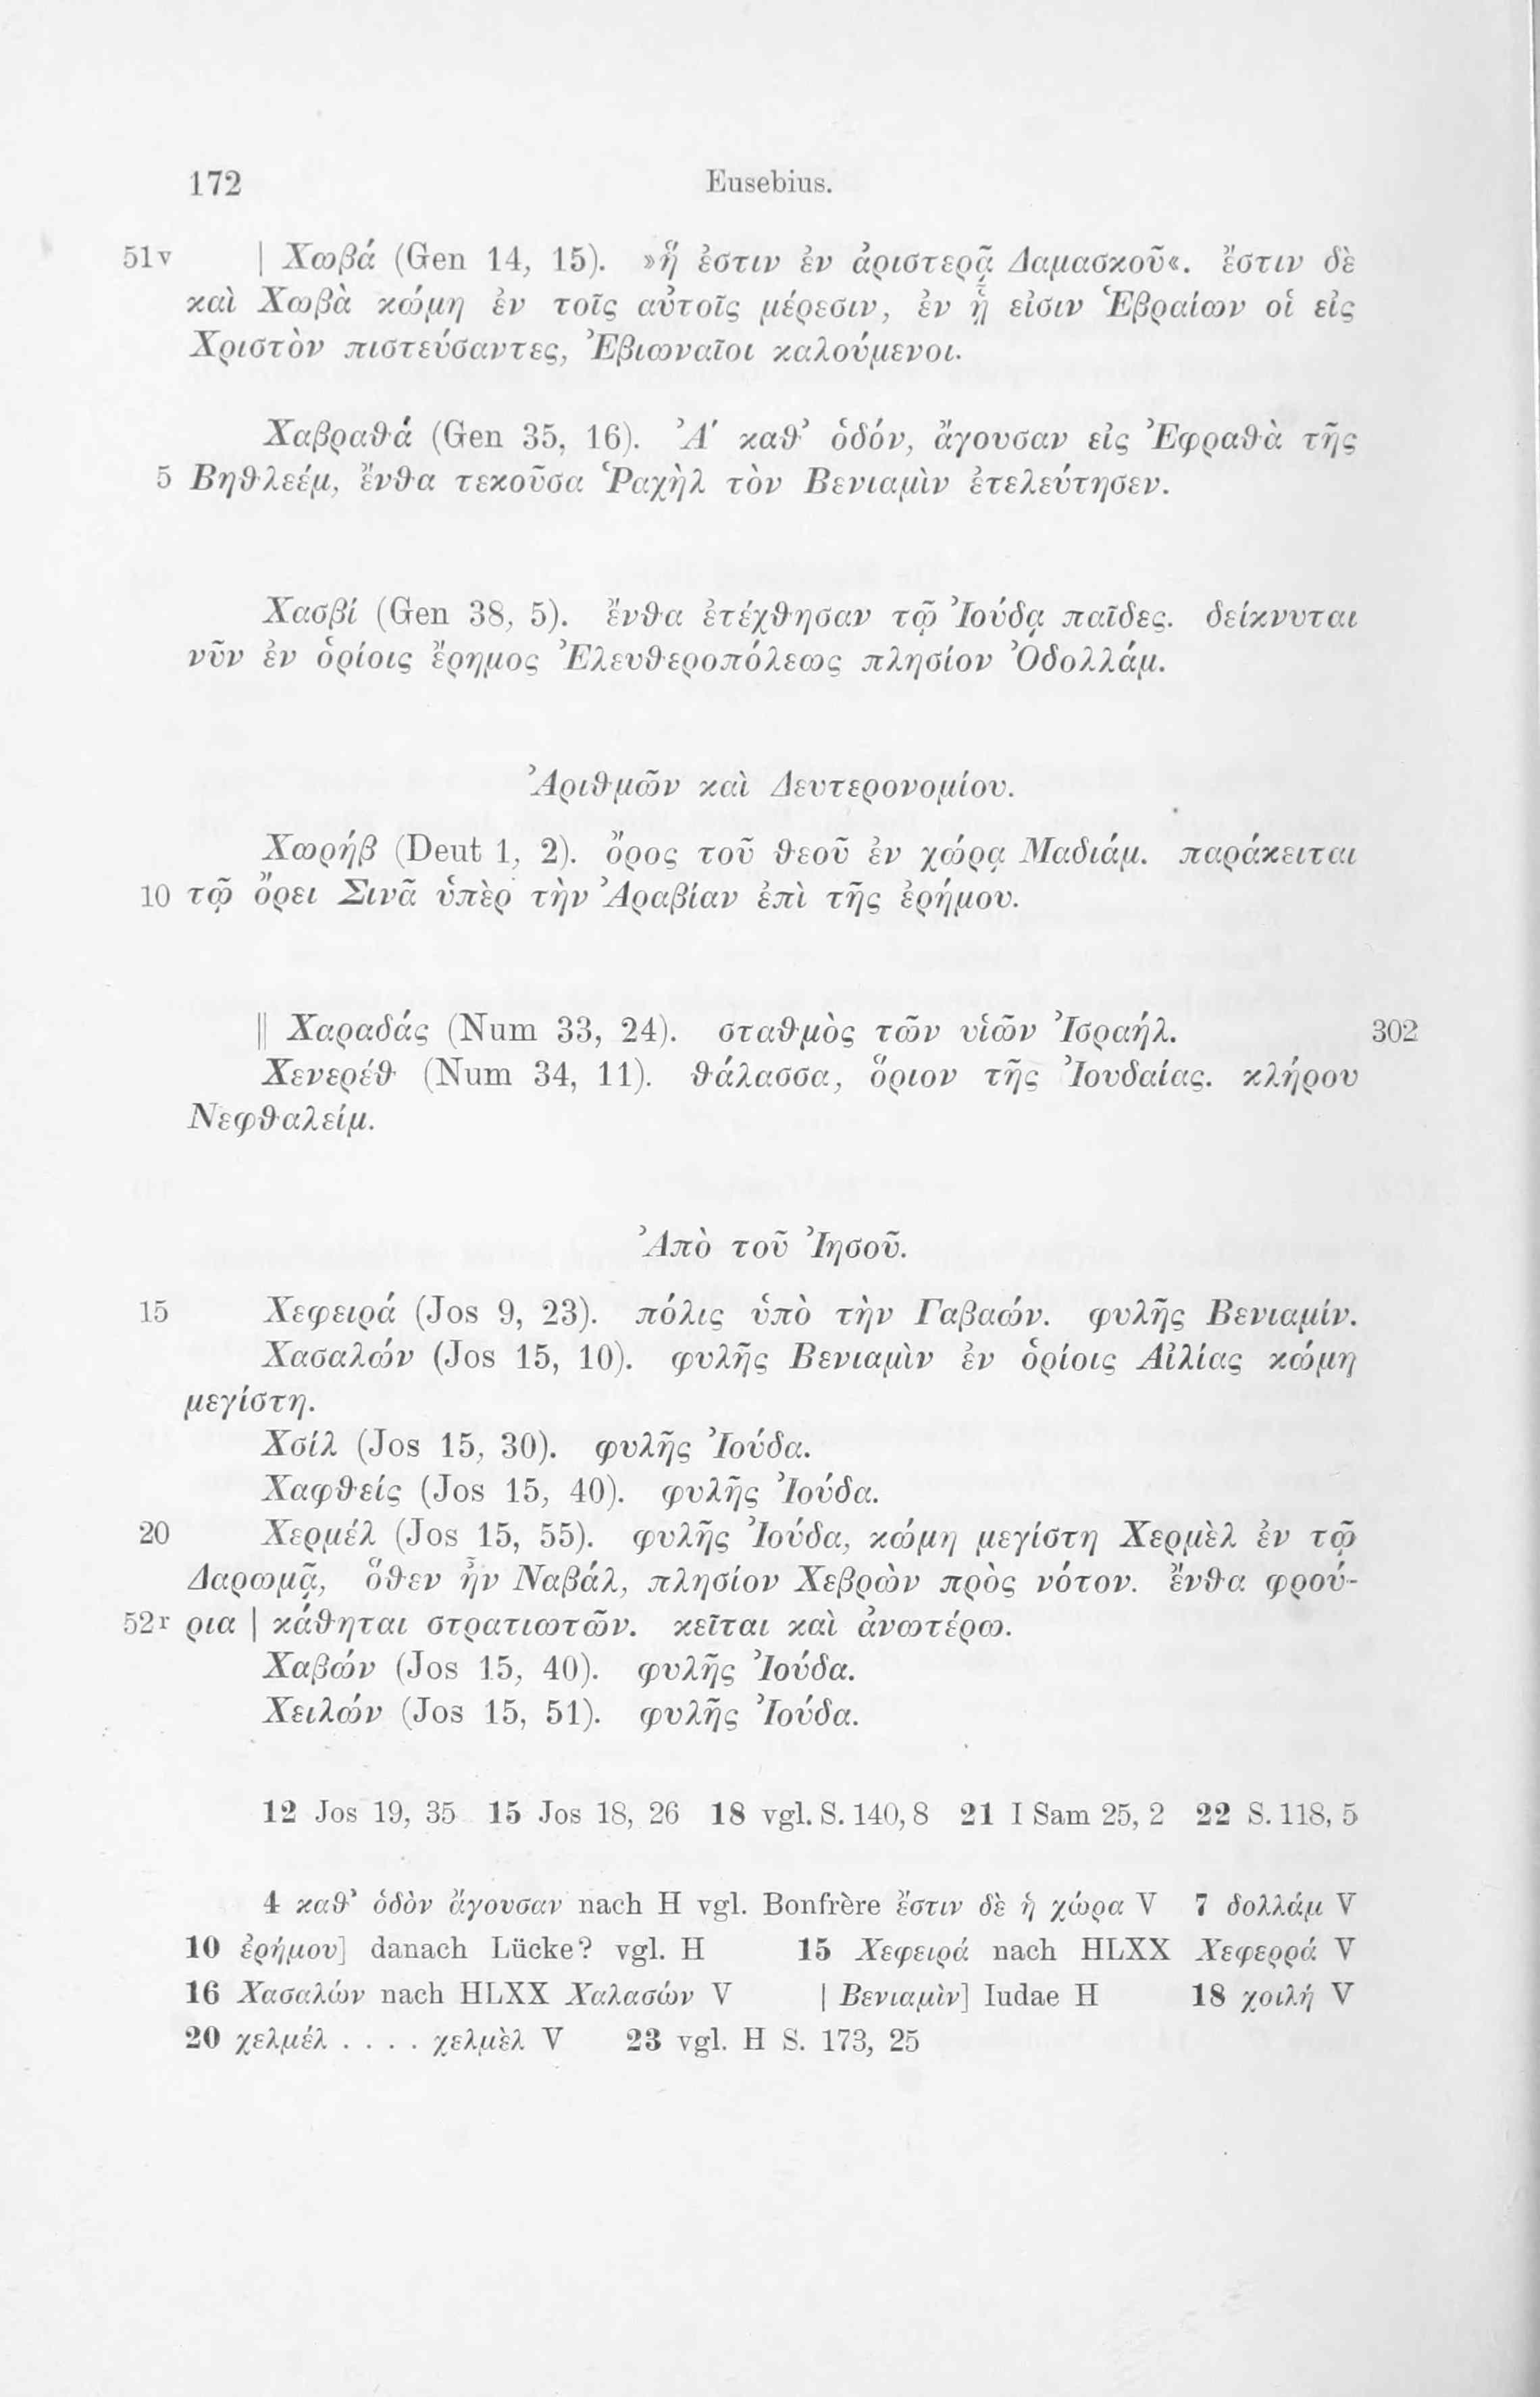 172 Eusebius.
51v | Χωβά (Gen 14, 15). »ἥ ἐστιν ἐν ἀριστερᾷ Δαμασκοῦ«. ἔστιν δὲ
καὶ Χωβὰ κώμη ἐν τοῖς αὐτοῖς μέρεσιν, ἐν ᾗ εἰσιν Ἑβραίων οἱ εἰς
Χριστὸν πιστεύσαντες, Ἐβιωναῖοι καλούμενοι.
Χαβραθά (Gen 35, 16). Ἀ' καθ' ὁδόν, ἄγουσαν εἰς Ἐφραθὰ τῆς
5 Βηθλεέμ, ἔνθα τεκοῦσα Ῥαχὴλ τὸν Βενιαμὶν ἐτελεύτησεν.
Χασβί (Gen 38, 5). ἔνθα ἐτέχθησαν τῷ Ἰούδᾳ παῖδες. δείκνυται
νῦν ἐν ὁρίοις ἔρημος Ἐλευθεροπόλεως πλησίον Ὀδολλάμ.
Ἀριθμῶν καὶ Δευτερονομίου.
Χωρήβ (Deut 1, 2). ὄρος τοῦ θεοῦ ἐν χώρᾳ Μαδιάμ. παράκειται
10 τῷ ὄρει Σινᾶ ὑπὲρ τὴν Ἀραβίαν ἐπὶ τῆς ἐρήμου.
|| Χαραδάς (Num 33, 24). σταθμὸς τῶν υἱῶν Ἰσραήλ. 302
Χενερέθ (Num 34, 11). θάλασσα, ὅριον τῆς Ἰουδαίας. κλήρου
Νεφθαλείμ.
Ἀπὸ τοῦ Ἰησοῦ.
15 Χεφειρά (Jos 9, 23). πόλις ὑπὸ τὴν Γαβαών. φυλῆς Βενιαμίν.
Χασαλών (Jos 15, 10). φυλῆς Βενιαμὶν ἐν ὁρίοις Αἰλίας κώμη
μεγίστη.
Χσίλ (Jos 15, 30). φυλῆς Ἰούδα.
Χαφθείς (Jos 15, 40). φυλῆς Ἰούδα.
20 Χερμέλ (Jos 15, 55). φυλῆς Ἰούδα, κώμη μεγίστη Χερμὲλ ἐν τῷ
Δαρωμᾷ, ὅθεν ἦν Ναβάλ, πλησίον Χεβρὼν πρὸς νότον. ἔνθα φρού-
52r ρια | κάθηται στρατιωτῶν. κεῖται καὶ ἀνωτέρω.
Χαβών (Jos 15, 40). φυλῆς Ἰούδα.
Χειλών (Jos 15, 51). φυλῆς Ἰούδα.
12 Jos 19, 35 15 Jos 18, 26 18 vgl. S. 140, 8 21 I Sam 25, 2 22 S. 118, 5
4 καθ' ὁδὸν ἄγουσαν nach H vgl. Bonfrère ἔστιν δὲ ἡ χώρα V 7 δολλάμ V
10 ἐρήμου] danach Lücke? vgl. H 15 Χεφειρά nach HLXX Χεφερρά V
16 Χασαλών nach HLXX Χαλασών V | Βενιαμὶν] Iudae H 18 χοιλή V
20 χελμέλ . . . . χελμὲλ V 23 vgl. H S. 173, 25